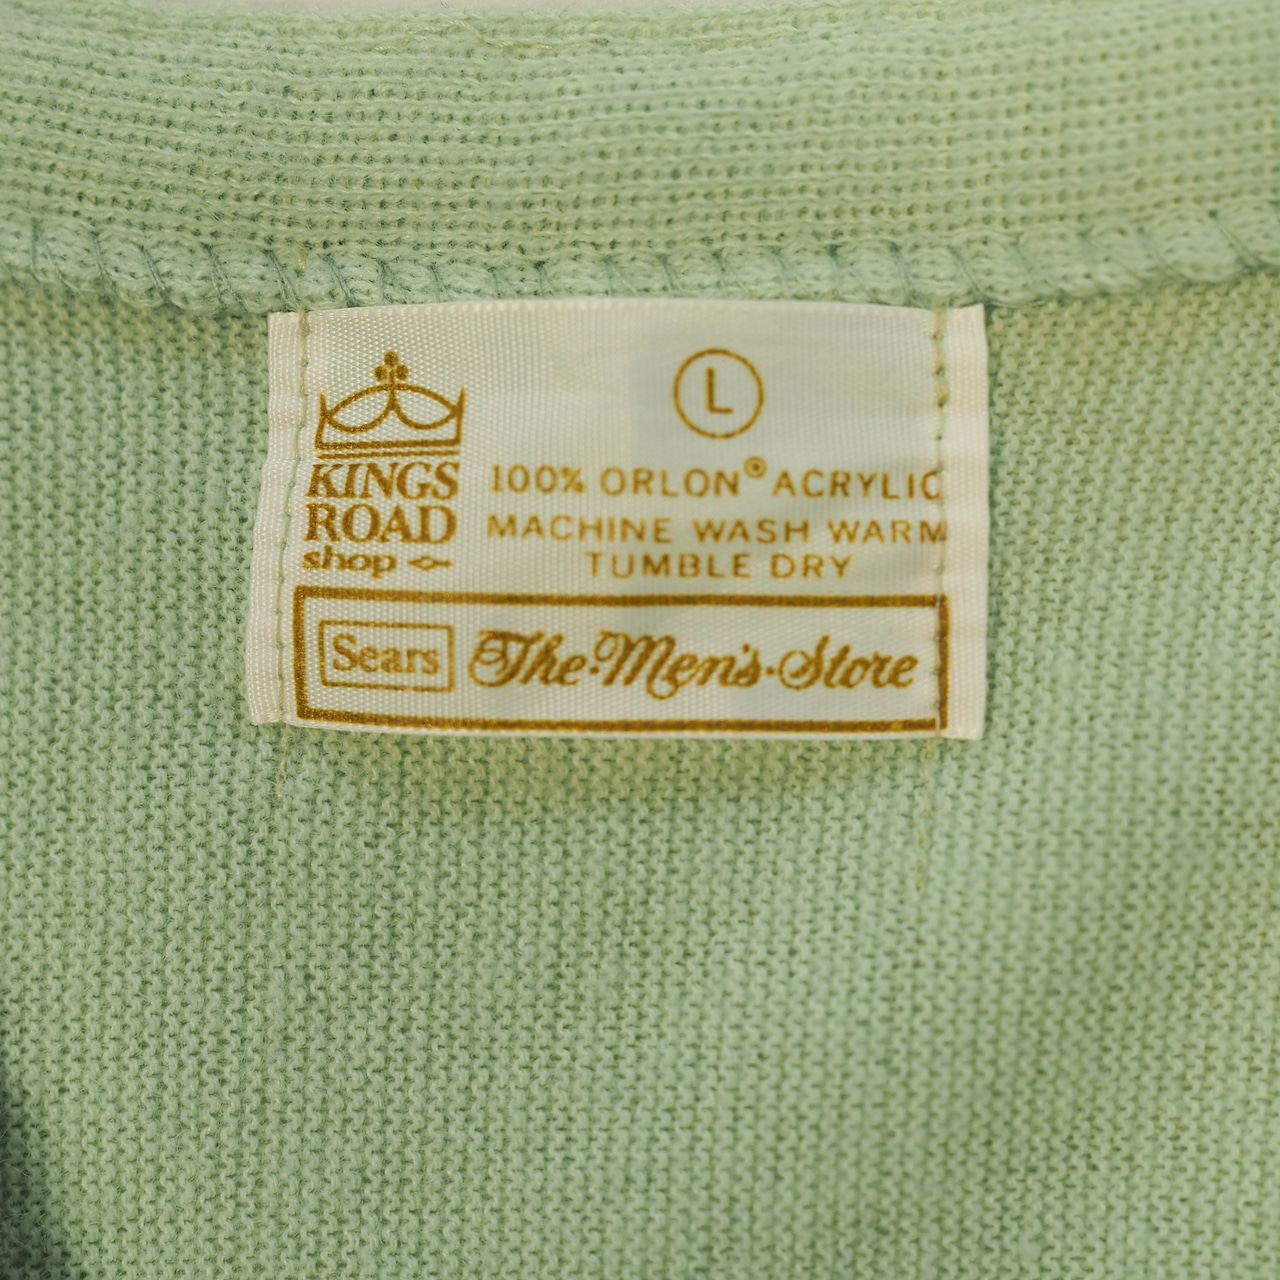 L
KINGS
ROAD
shop
100% ORLON® ACRYLIC
MACHINE WASH WARM
TUMBLE DRY
Sears The·Men's·Store